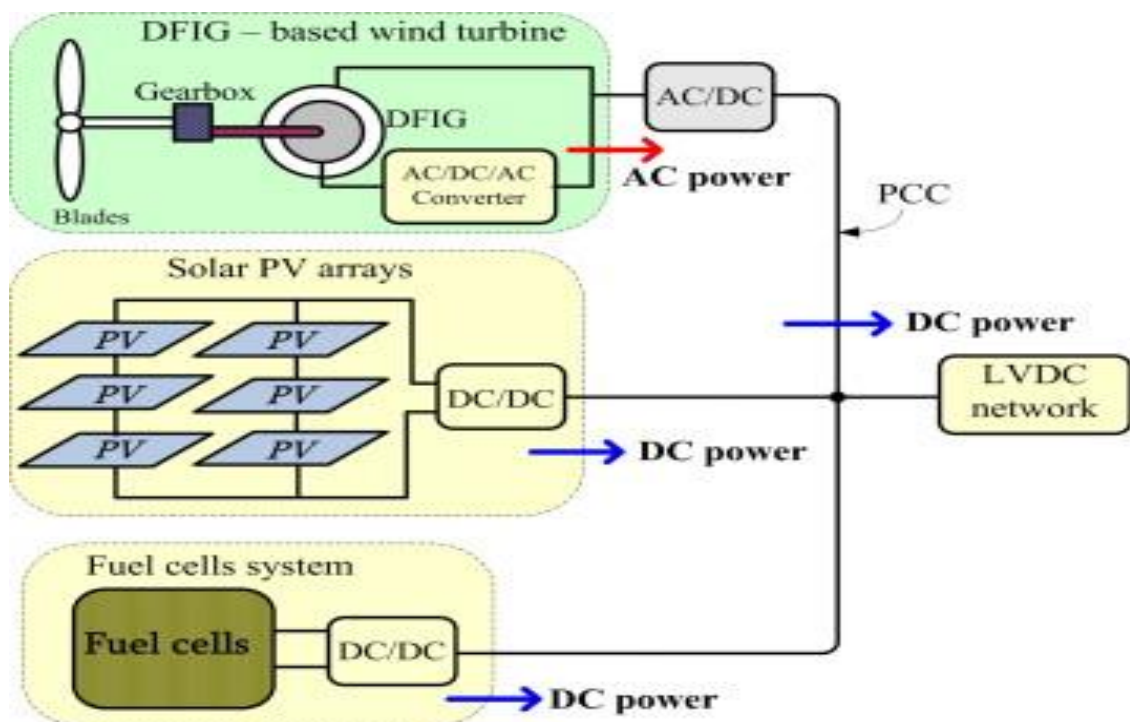 DFIG – based wind turbine
Gearbox
DFIG
AC/DC/AC
Converter
Blades
AC/DC
AC power
PCC
Solar PV arrays
PV
PV
PV
PV
PV
PV
DC/DC
DC power
DC power
LVDC
network
Fuel cells system
Fuel cells
DC/DC
DC power